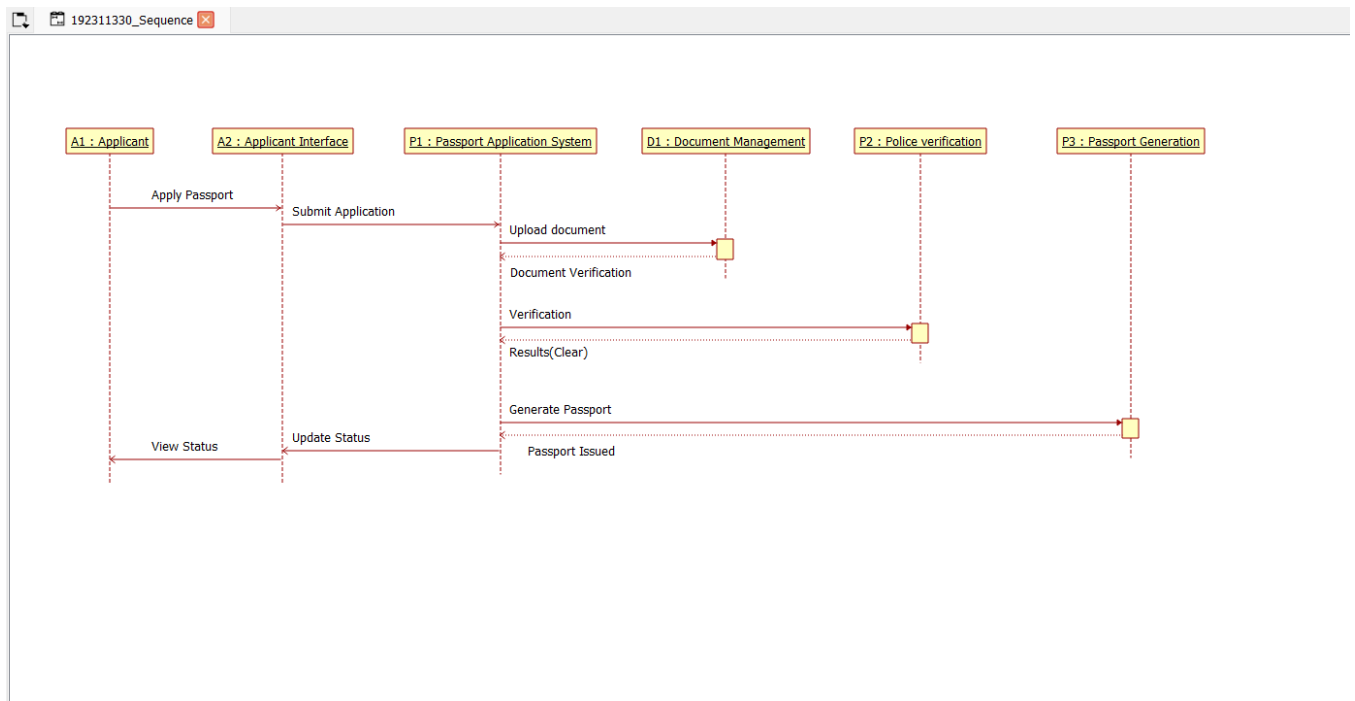 192311330_Sequence
A1 : Applicant
A2 : Applicant Interface
P1 : Passport Application System
D1 : Document Management
P2 : Police verification
P3 : Passport Generation
Apply Passport
Submit Application
Upload document
Document Verification
Verification
Results(Clear)
Generate Passport
Update Status
View Status
Passport Issued